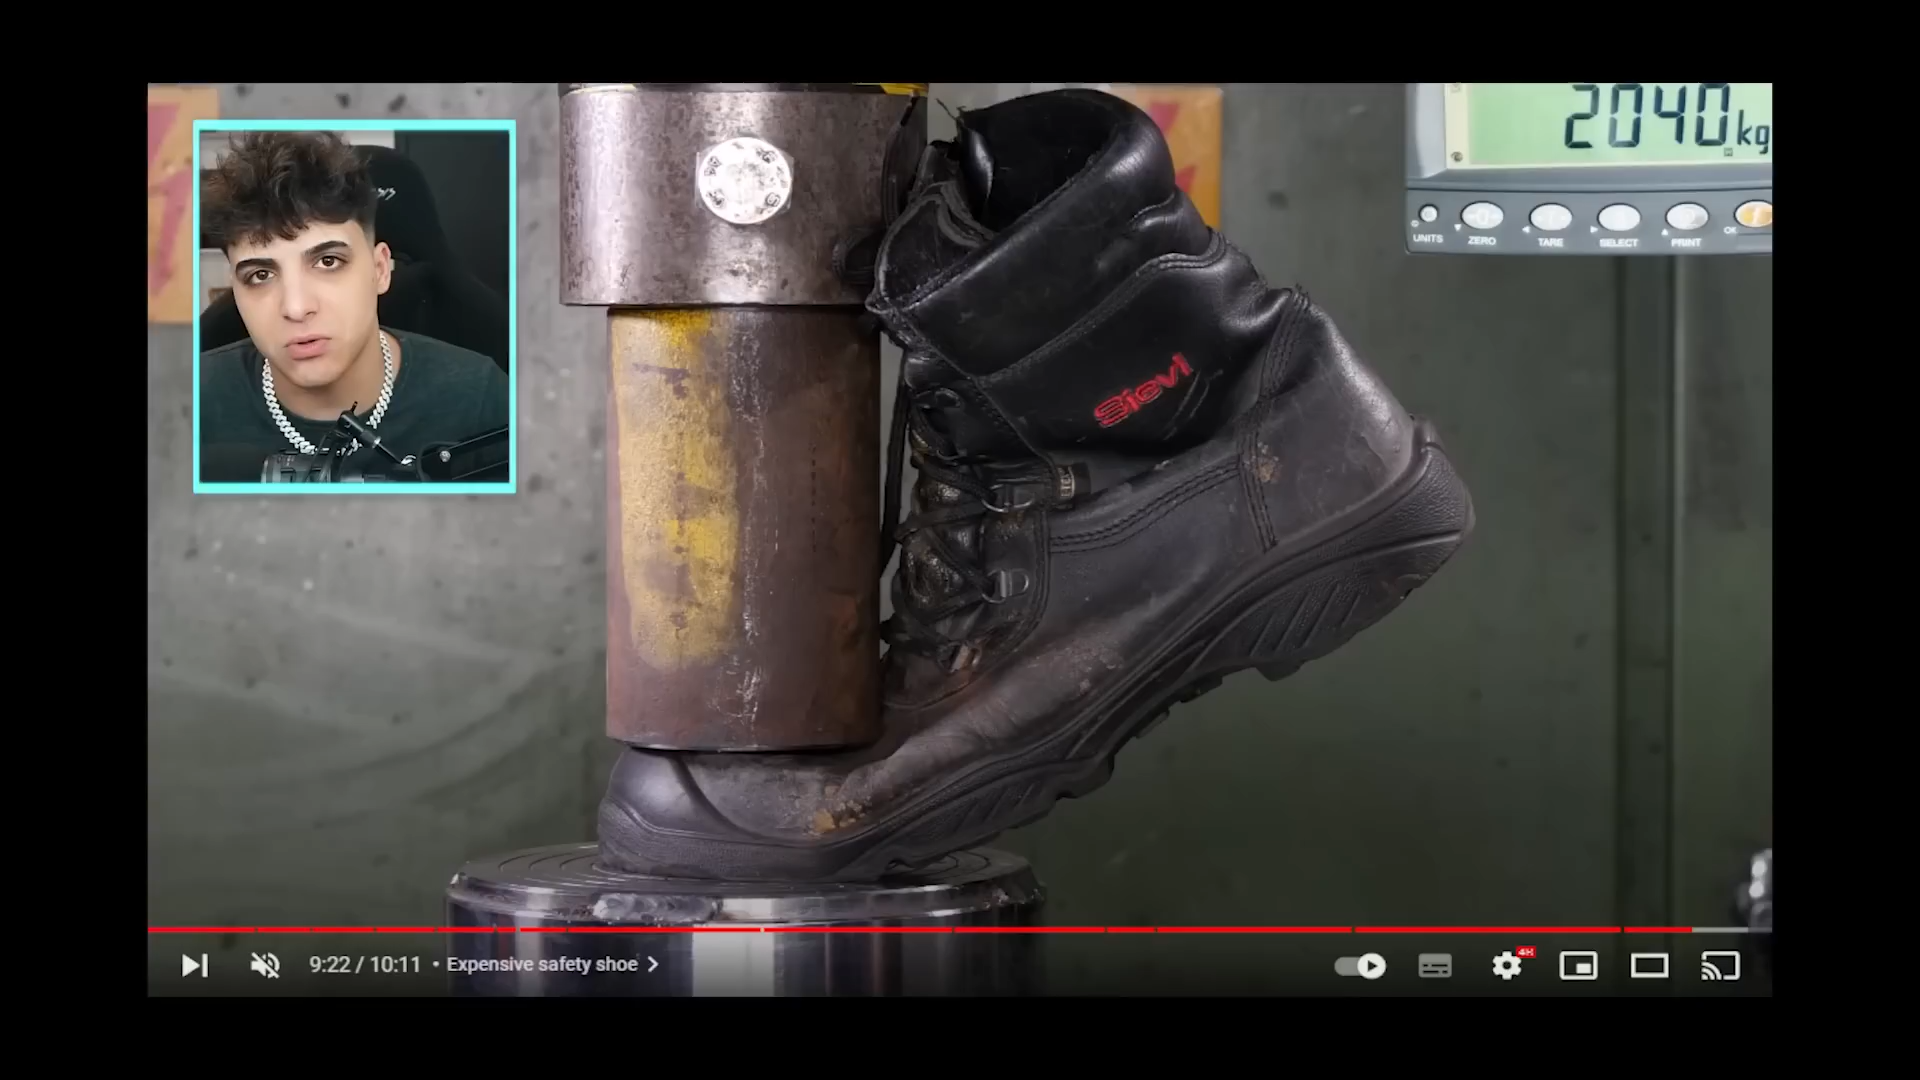 2040kg
UNITS ZERO TARE SELECT PRINT OK
Sievi
9:22 / 10:11 • Expensive safety shoe